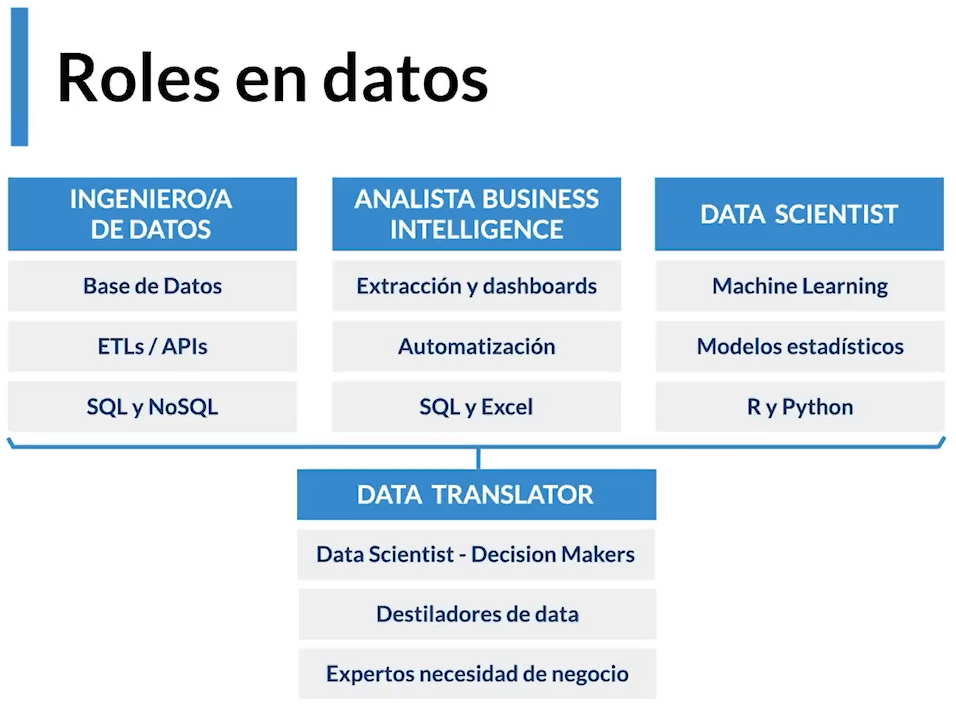 Roles en datos
INGENIERO/A
DE DATOS
Base de Datos
ETLs / APIs
SQL y NoSQL
ANALISTA BUSINESS
INTELLIGENCE
Extracción y dashboards
Automatización
SQL y Excel
DATA SCIENTIST
Machine Learning
Modelos estadísticos
R y Python
DATA TRANSLATOR
Data Scientist - Decision Makers
Destiladores de data
Expertos necesidad de negocio